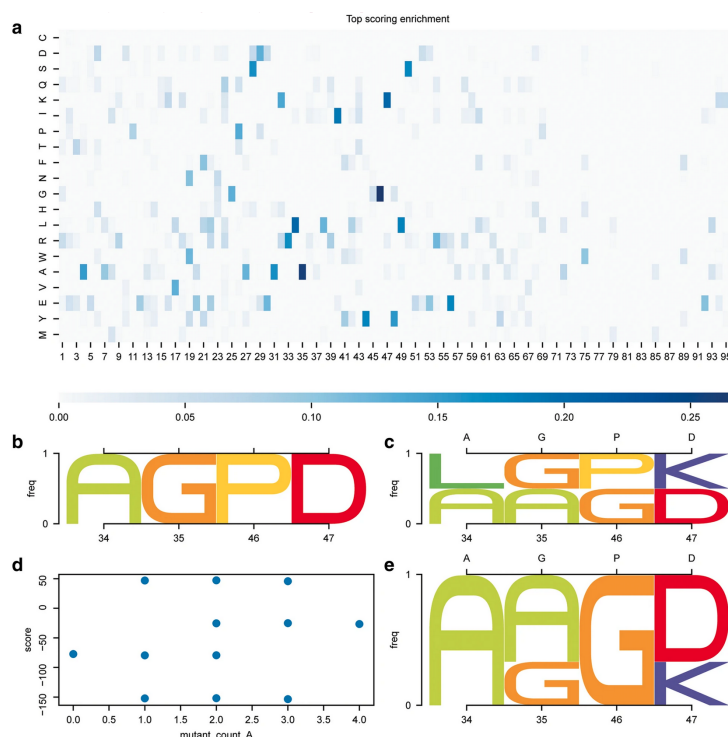 Top scoring enrichment
a
C
D
S
Q
K
I
P
T
F
N
G
H
L
R
W
A
V
E
Y
M
1 3 5 7 9 11 13 15 17 19 21 23 25 27 29 31 33 35 37 39 41 43 45 47 49 51 53 55 57 59 61 63 65 67 69 71 73 75 77 79 81 83 85 87 89 91 93 95
0.00 0.05 0.10 0.15 0.20 0.25
b
1
freq
0
AGPD
34 35 46 47
c
A G P D
1
freq
0
LGPK
AAGD
34 35 46 47
d
50
0
−50
−100
−150
score
0.0 0.5 1.0 1.5 2.0 2.5 3.0 3.5 4.0
mutant_count_A
e
A G P D
1
freq
0
AAGD
GK
34 35 46 47